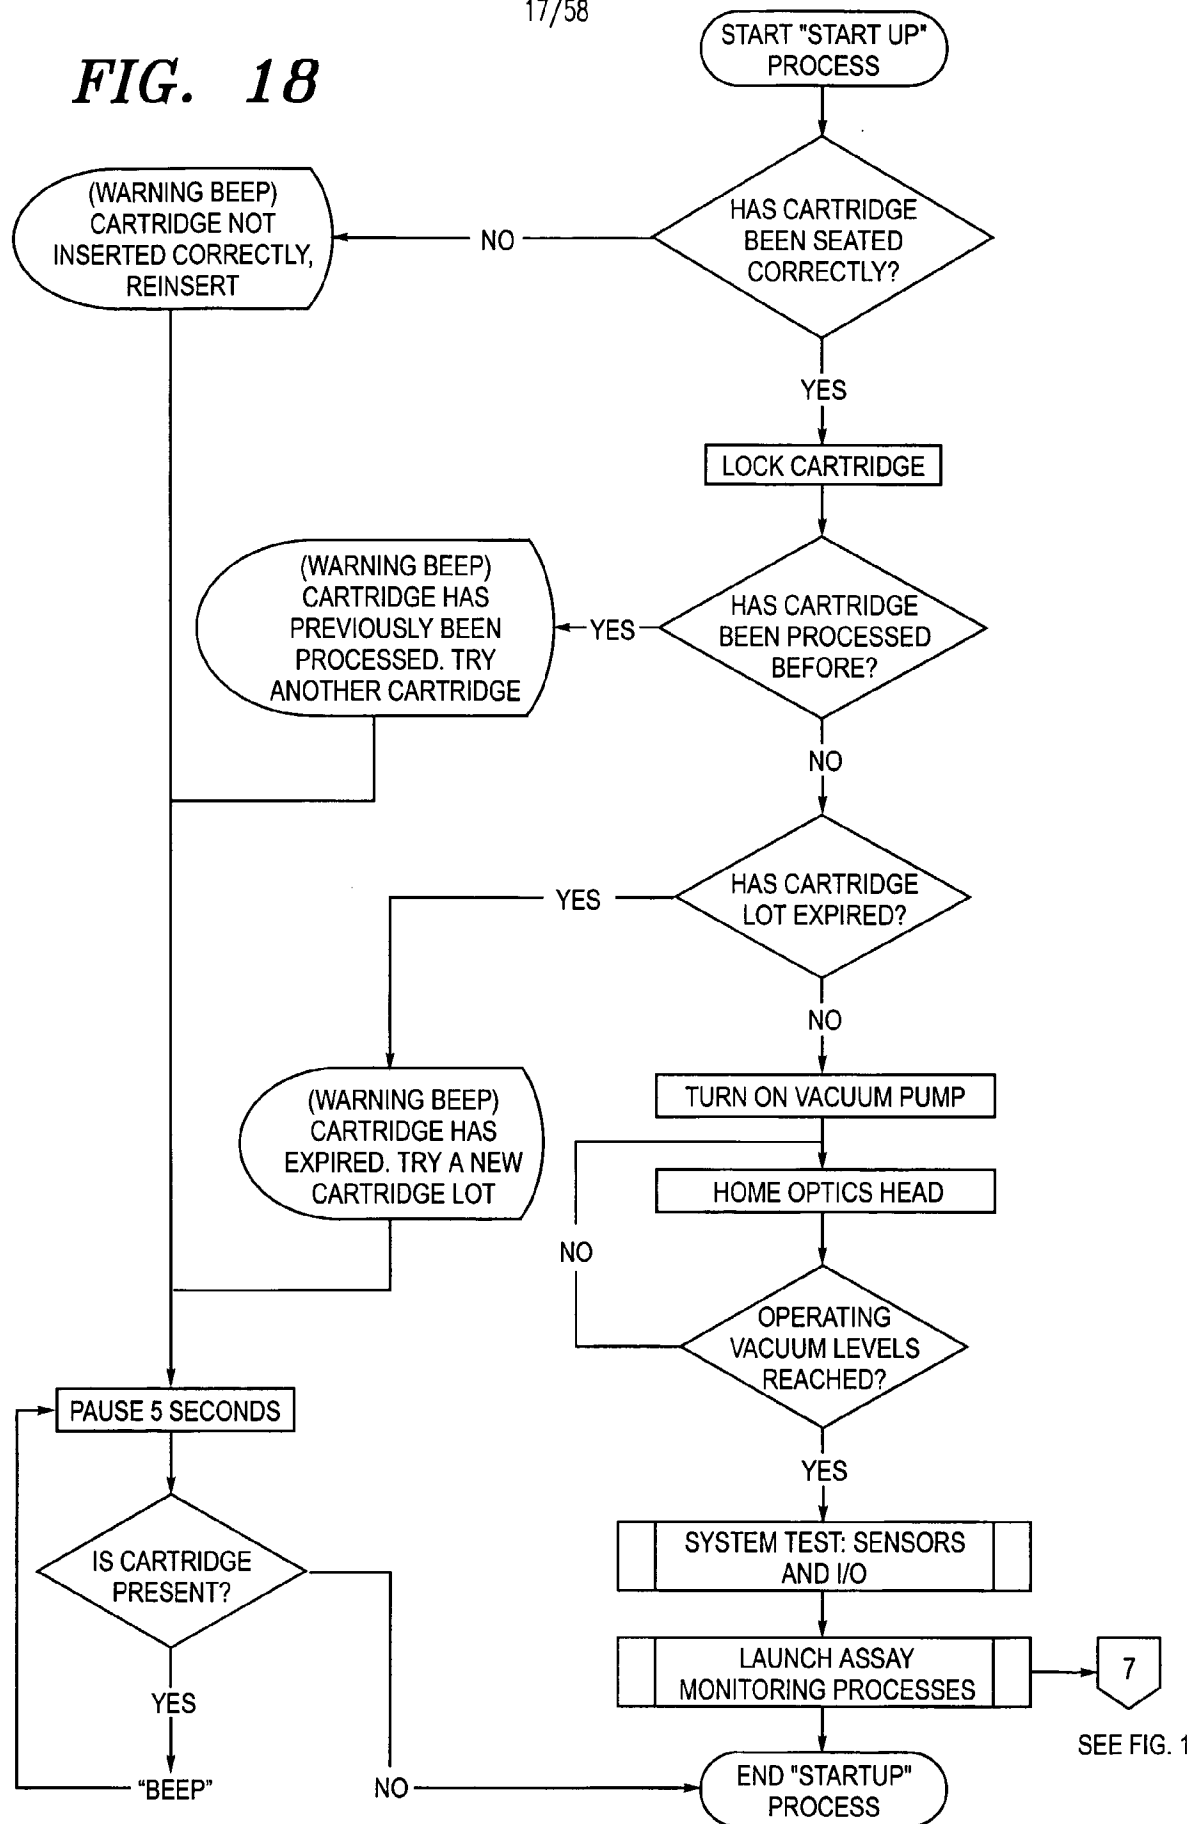 17/58
FIG. 18
START "START UP"
PROCESS
(WARNING BEEP)
CARTRIDGE NOT
INSERTED CORRECTLY,
REINSERT
NO
HAS CARTRIDGE
BEEN SEATED
CORRECTLY?
YES
LOCK CARTRIDGE
(WARNING BEEP)
CARTRIDGE HAS
PREVIOUSLY BEEN
PROCESSED. TRY
ANOTHER CARTRIDGE
YES
HAS CARTRIDGE
BEEN PROCESSED
BEFORE?
NO
YES
HAS CARTRIDGE
LOT EXPIRED?
NO
(WARNING BEEP)
CARTRIDGE HAS
EXPIRED. TRY A NEW
CARTRIDGE LOT
TURN ON VACUUM PUMP
HOME OPTICS HEAD
NO
OPERATING
VACUUM LEVELS
REACHED?
YES
PAUSE 5 SECONDS
IS CARTRIDGE
PRESENT?
YES
"BEEP"
NO
SYSTEM TEST: SENSORS
AND I/O
LAUNCH ASSAY
MONITORING PROCESSES
7
SEE FIG. 1
END "STARTUP"
PROCESS